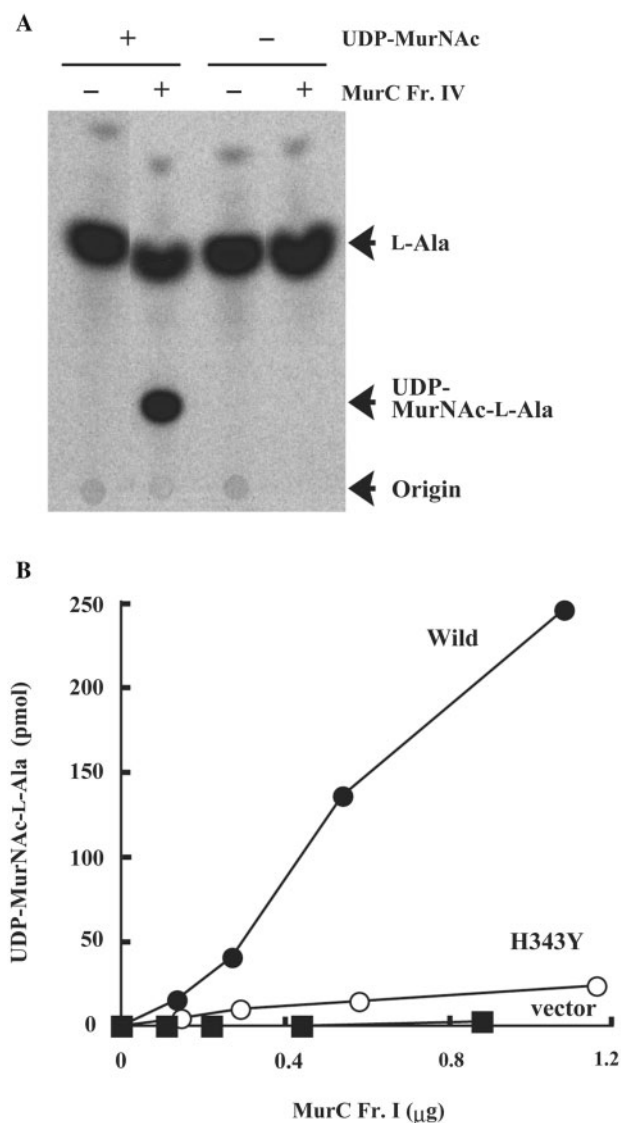 A
+ − UDP-MurNAc
− + − + MurC Fr. IV
L-Ala
UDP-
MurNAc-L-Ala
Origin
B
250
200
150
100
50
0
UDP-MurNAc-L-Ala (pmol)
Wild
H343Y
vector
0 0.4 0.8 1.2
MurC Fr. I (μg)